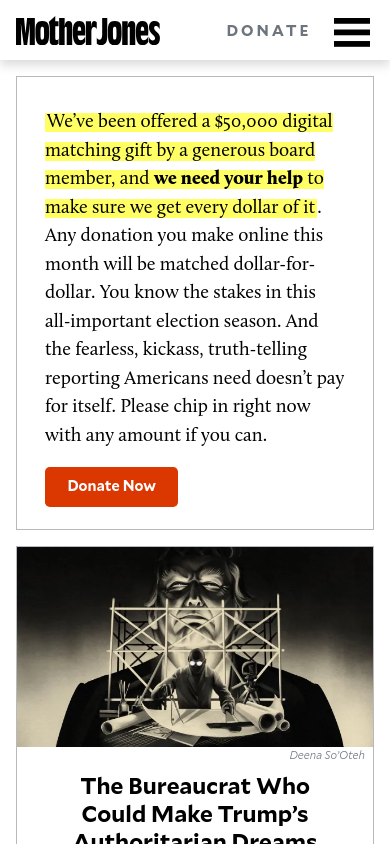 Mother Jones
DONATE
We've been offered a $50,000 digital
matching gift by a generous board
member, and we need your help to
make sure we get every dollar of it.
Any donation you make online this
month will be matched dollar-for-
dollar. You know the stakes in this
all-important election season. And
the fearless, kickass, truth-telling
reporting Americans need doesn't pay
for itself. Please chip in right now
with any amount if you can.
Donate Now
Deena So'Oteh
The Bureaucrat Who
Could Make Trump's
Authoritarian Dreams